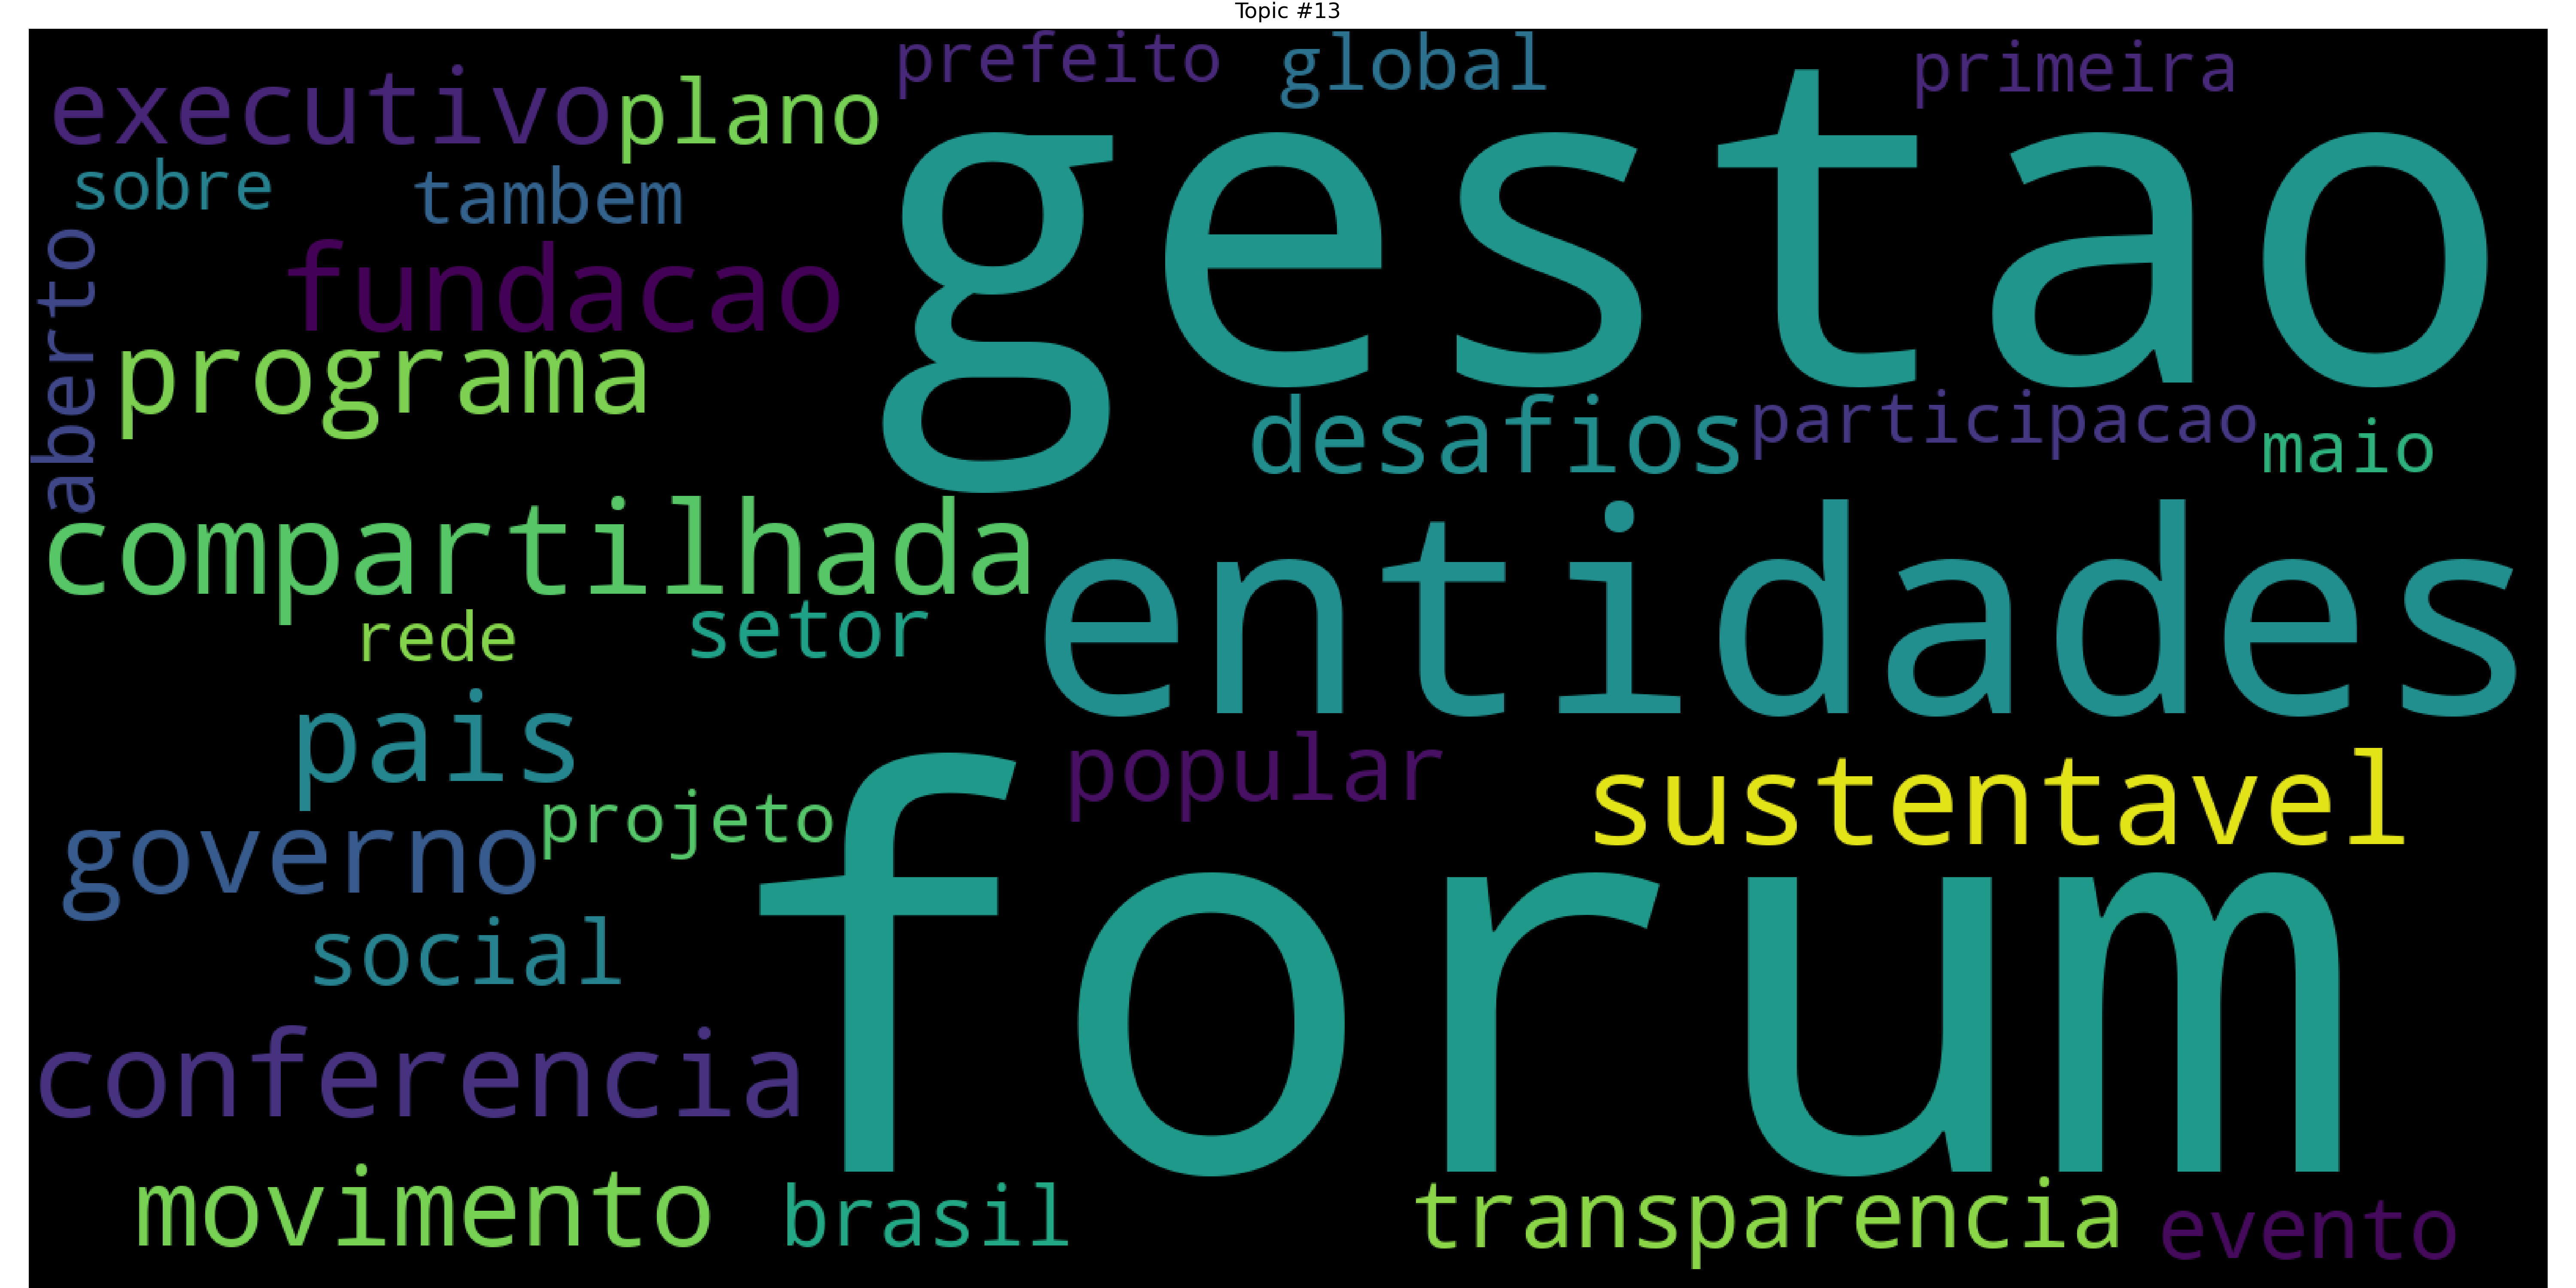 Topic #13
prefeito
global
primeira
executivo
plano
gestao
sobre
tambem
aberto
fundacao
programa
desafios
participacao
maio
compartilhada
entidades
rede
setor
pais
popular
sustentavel
projeto
governo
forum
social
conferencia
movimento
brasil
transparencia
evento